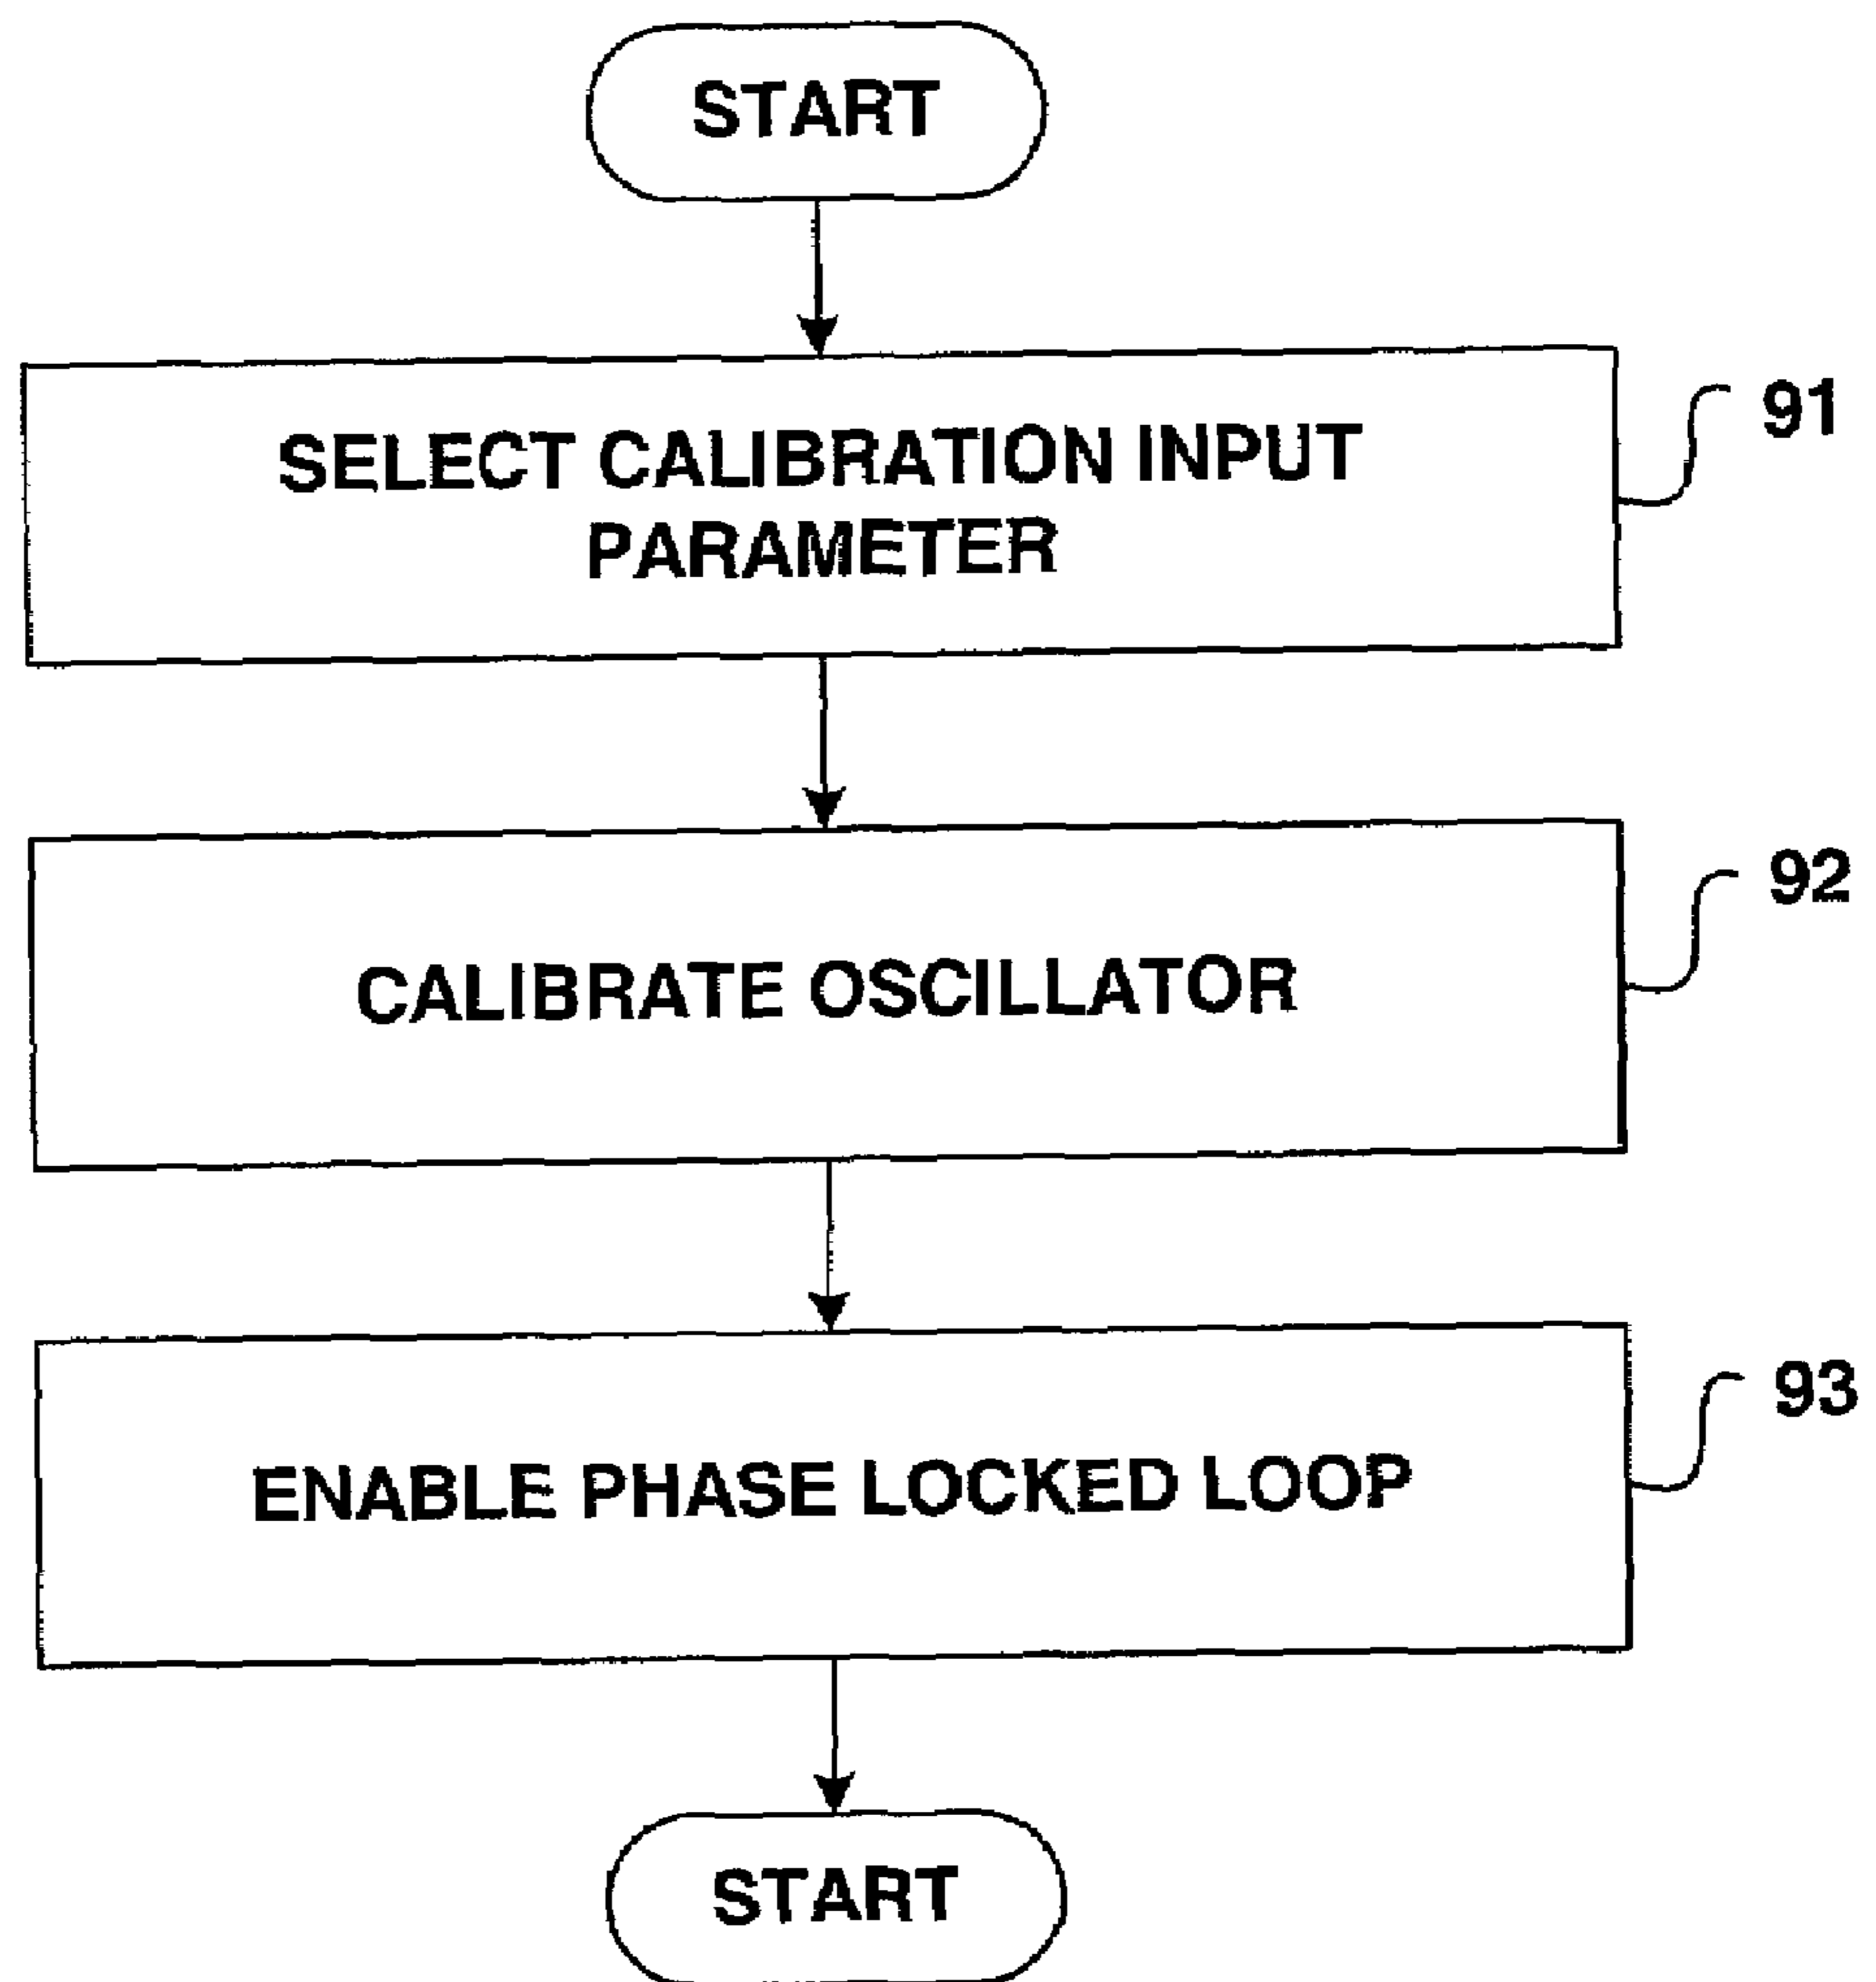 START
SELECT CALIBRATION INPUT
PARAMETER
91
CALIBRATE OSCILLATOR
92
ENABLE PHASE LOCKED LOOP
93
START